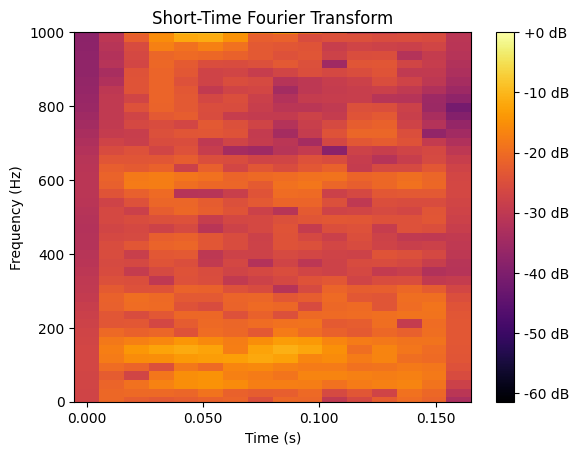 Short-Time Fourier Transform
1000
800
600
400
200
0
Frequency (Hz)
0.000
0.050
0.100
0.150
Time (s)
+0 dB
-10 dB
-20 dB
-30 dB
-40 dB
-50 dB
-60 dB